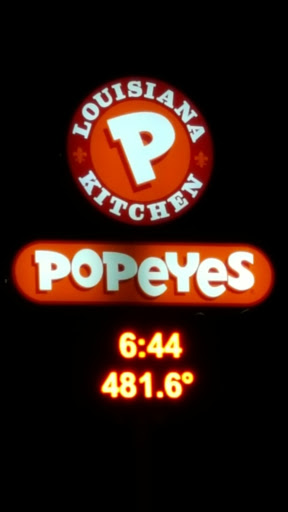 LOUISIANA
P
KITCHEN
POPEYES
6:44
481.6°